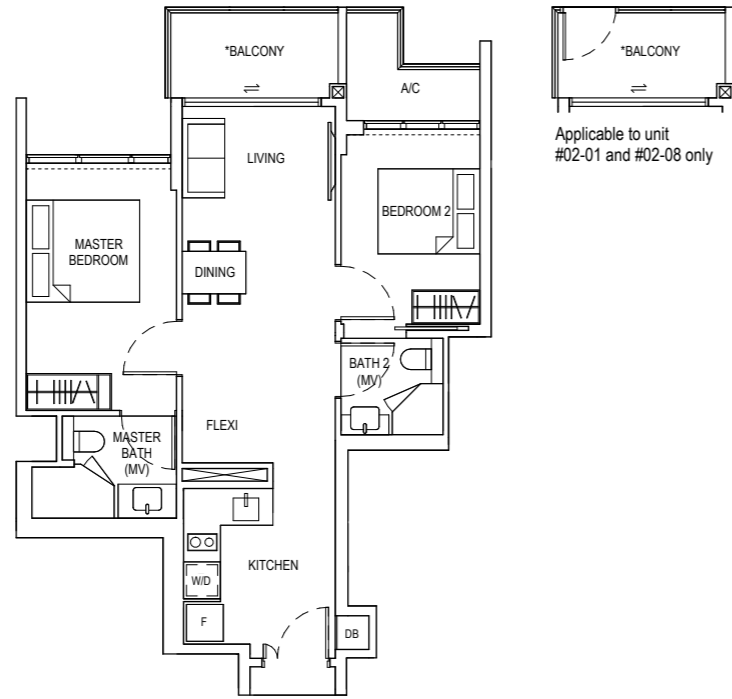 *BALCONY
A/C
*BALCONY
Applicable to unit
#02-01 and #02-08 only
LIVING
BEDROOM 2
MASTER
BEDROOM
DINING
BATH 2
(MV)
FLEXI
MASTER
BATH
(MV)
KITCHEN
W/D
F
DB